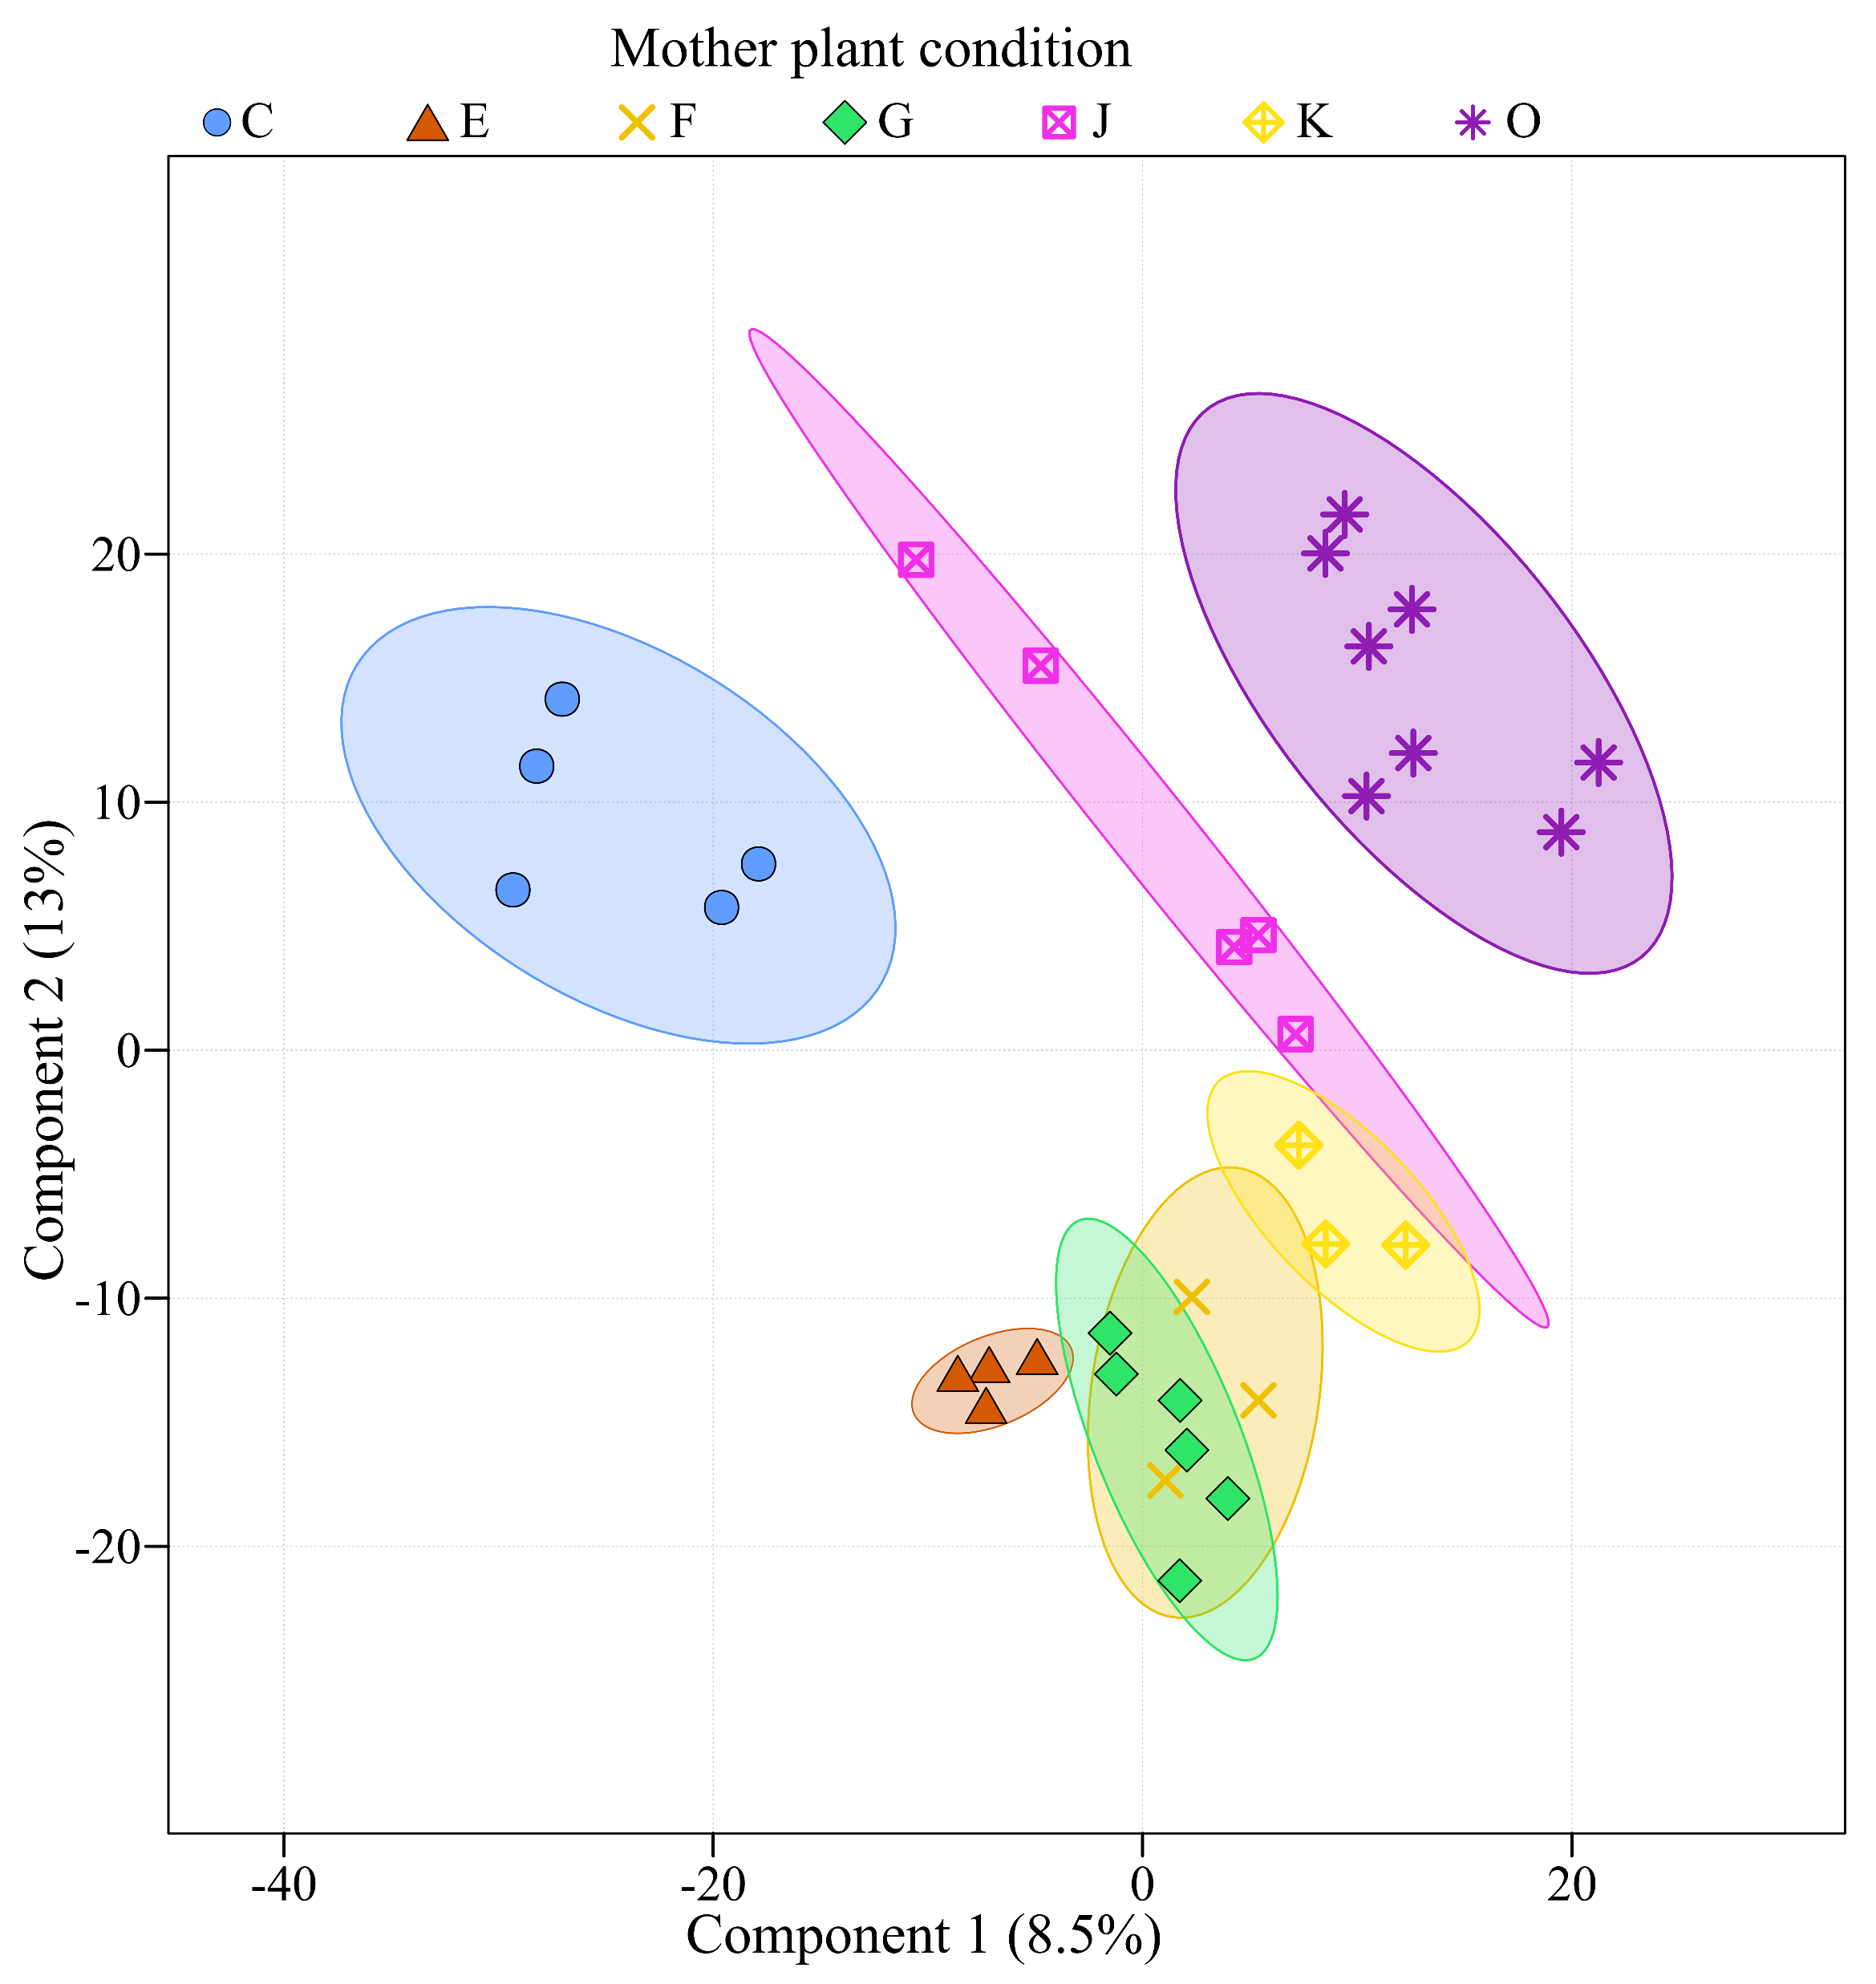 Mother plant condition
C E F G J K O
20
10
0
-10
-20
Component 2 (13%)
-40 -20 0 20
Component 1 (8.5%)